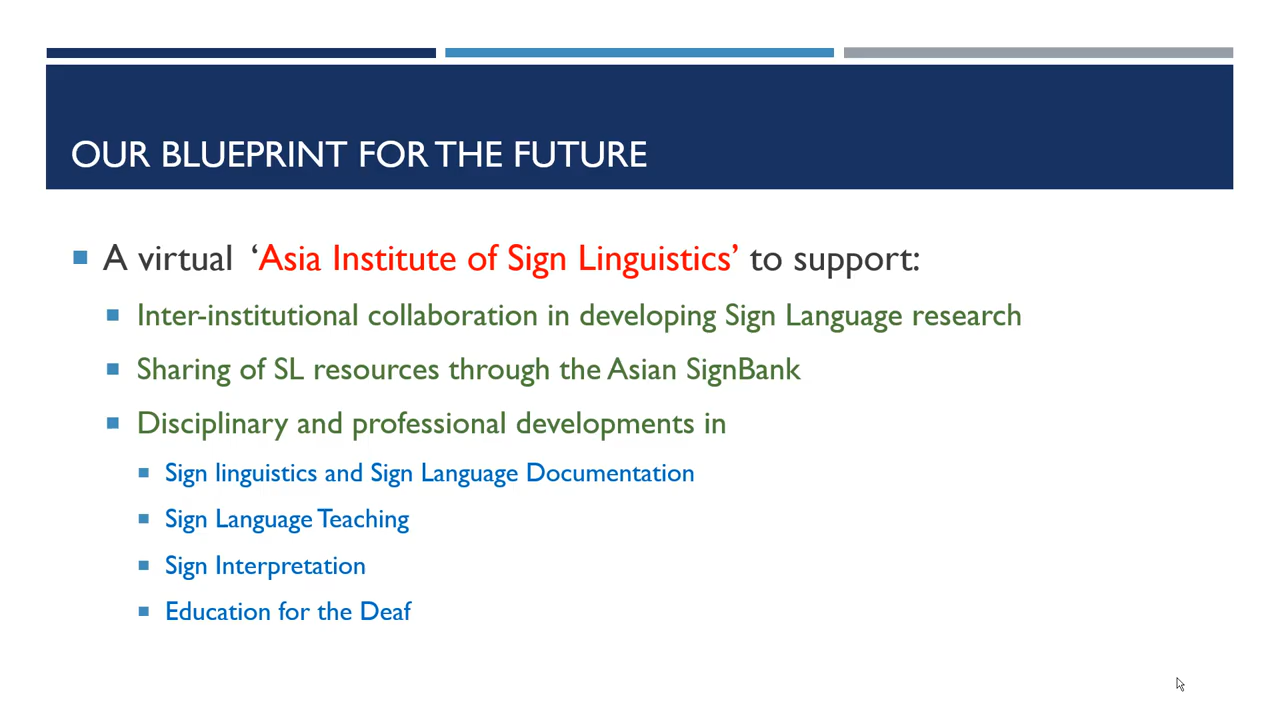 OUR BLUEPRINT FOR THE FUTURE
A virtual ‘Asia Institute of Sign Linguistics’ to support:
Inter-institutional collaboration in developing Sign Language research
Sharing of SL resources through the Asian SignBank
Disciplinary and professional developments in
Sign linguistics and Sign Language Documentation
Sign Language Teaching
Sign Interpretation
Education for the Deaf